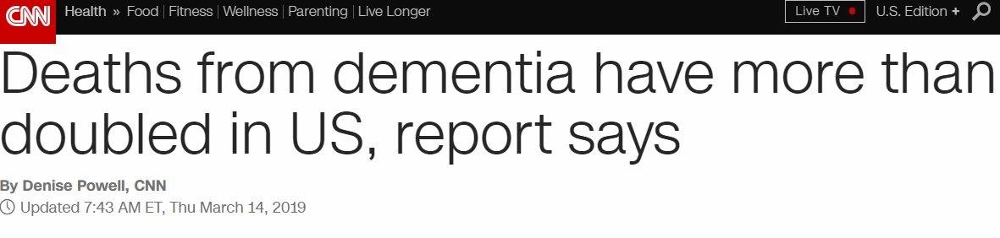 CNN Health » Food | Fitness | Wellness | Parenting | Live Longer Live TV U.S. Edition +
Deaths from dementia have more than
doubled in US, report says
By Denise Powell, CNN
Updated 7:43 AM ET, Thu March 14, 2019